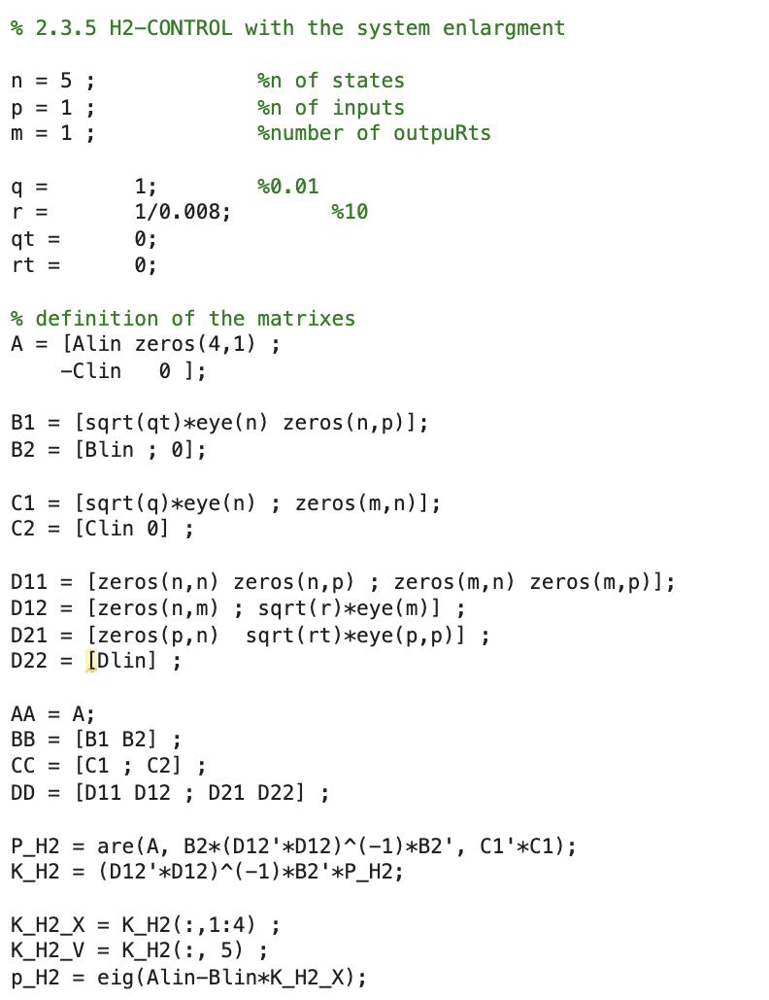 % 2.3.5 H2-CONTROL with the system enlargment
n = 5 ; %n of states
p = 1 ; %n of inputs
m = 1 ; %number of outpuRts
q = 1; %0.01
r = 1/0.008; %10
qt = 0;
rt = 0;
% definition of the matrixes
A = [Alin zeros(4,1) ;
-Clin 0 ];
B1 = [sqrt(qt)*eye(n) zeros(n,p)];
B2 = [Blin ; 0];
C1 = [sqrt(q)*eye(n) ; zeros(m,n)];
C2 = [Clin 0] ;
D11 = [zeros(n,n) zeros(n,p) ; zeros(m,n) zeros(m,p)];
D12 = [zeros(n,m) ; sqrt(r)*eye(m)] ;
D21 = [zeros(p,n) sqrt(rt)*eye(p,p)] ;
D22 = [Dlin] ;
AA = A;
BB = [B1 B2] ;
CC = [C1 ; C2] ;
DD = [D11 D12 ; D21 D22] ;
P_H2 = are(A, B2*(D12'*D12)^(-1)*B2', C1'*C1);
K_H2 = (D12'*D12)^(-1)*B2'*P_H2;
K_H2_X = K_H2(:,1:4) ;
K_H2_V = K_H2(:, 5) ;
p_H2 = eig(Alin-Blin*K_H2_X);